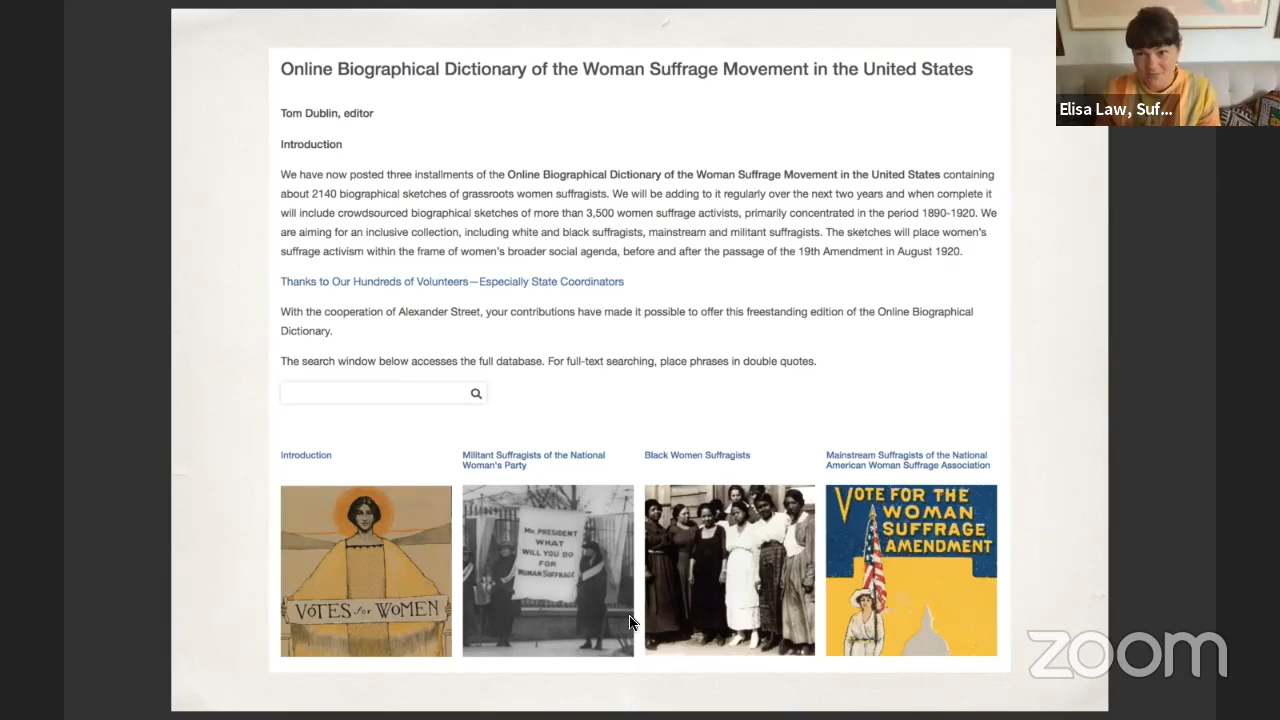 Online Biographical Dictionary of the Woman Suffrage Movement in the United States
Elisa Law, Suf...
Tom Dublin, editor
Introduction
We have now posted three installments of the Online Biographical Dictionary of the Woman Suffrage Movement in the United States containing
about 2140 biographical sketches of grassroots women suffragists. We will be adding to it regularly over the next two years and when complete it
will include crowdsourced biographical sketches of more than 3,500 women suffrage activists, primarily concentrated in the period 1890-1920. We
are aiming for an inclusive collection, including white and black suffragists, mainstream and militant suffragists. The sketches will place women's
suffrage activism within the frame of women's broader social agenda, before and after the passage of the 19th Amendment in August 1920.
Thanks to Our Hundreds of Volunteers—Especially State Coordinators
With the cooperation of Alexander Street, your contributions have made it possible to offer this freestanding edition of the Online Biographical
Dictionary.
The search window below accesses the full database. For full-text searching, place phrases in double quotes.
Introduction
Militant Suffragists of the National
Woman's Party
Black Women Suffragists
Mainstream Suffragists of the National
American Woman Suffrage Association
VOTES for WOMEN
MR. PRESIDENT
WHAT
WILL YOU DO
FOR
WOMAN SUFFRAGE
VOTE FOR THE
WOMAN
SUFFRAGE
AMENDMENT
zoom